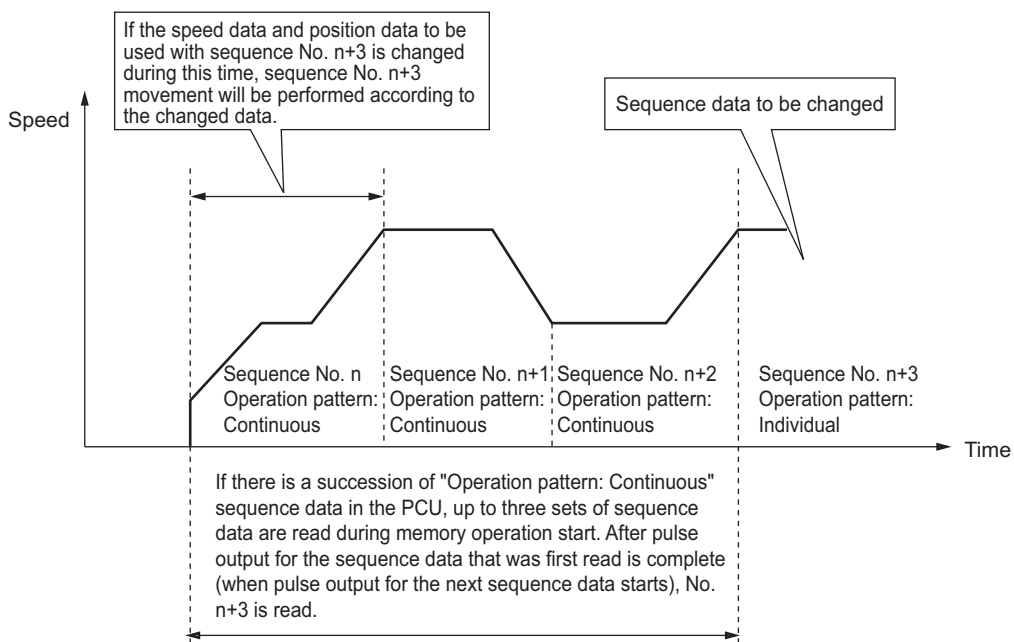 If the speed data and position data to be
used with sequence No. n+3 is changed
during this time, sequence No. n+3
movement will be performed according to
the changed data.
Sequence data to be changed
Speed
Sequence No. n
Operation pattern:
Continuous
Sequence No. n+1
Operation pattern:
Continuous
Sequence No. n+2
Operation pattern:
Continuous
Sequence No. n+3
Operation pattern:
Individual
Time
If there is a succession of "Operation pattern: Continuous"
sequence data in the PCU, up to three sets of sequence
data are read during memory operation start. After pulse
output for the sequence data that was first read is complete
(when pulse output for the next sequence data starts), No.
n+3 is read.